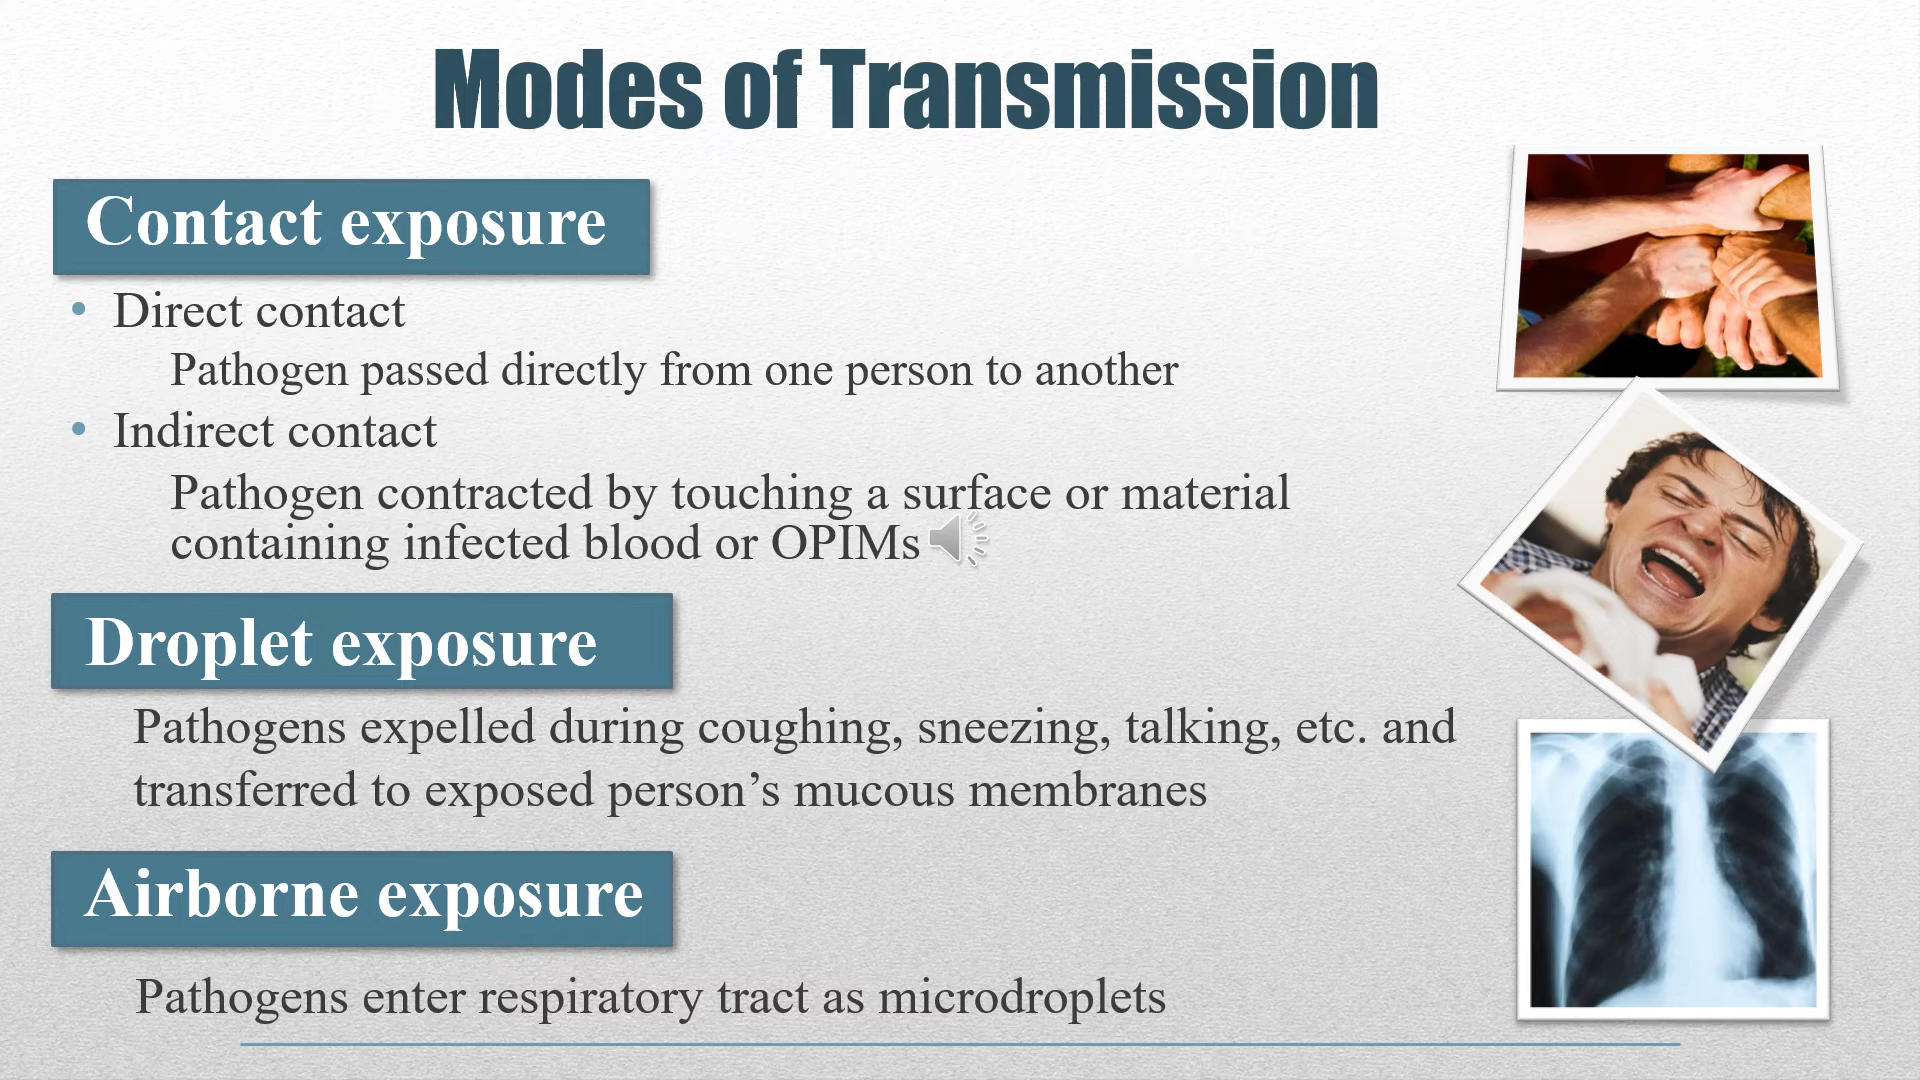 Modes of Transmission
Contact exposure
• Direct contact
Pathogen passed directly from one person to another
• Indirect contact
Pathogen contracted by touching a surface or material
containing infected blood or OPIMs
Droplet exposure
Pathogens expelled during coughing, sneezing, talking, etc. and
transferred to exposed person’s mucous membranes
Airborne exposure
Pathogens enter respiratory tract as microdroplets